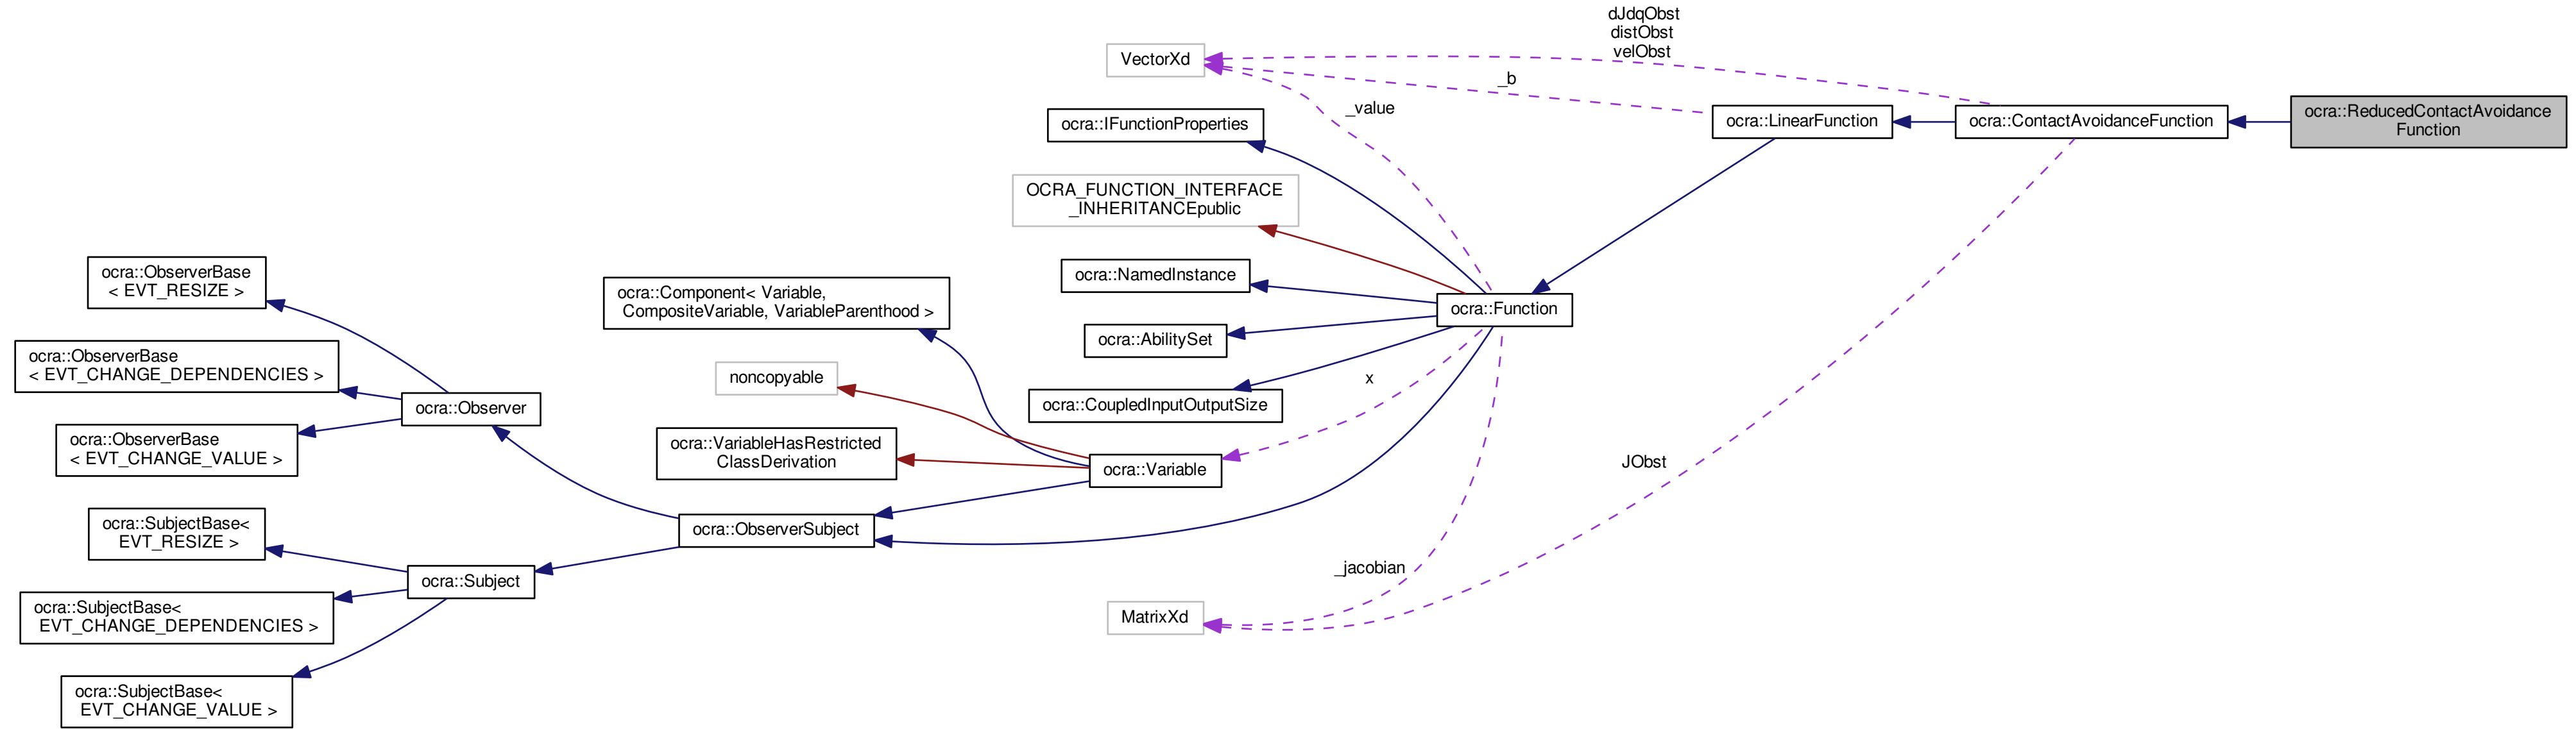 dJdqObst
distObst
velObst
VectorXd
_b
_value
ocra::IFunctionProperties
ocra::LinearFunction
ocra::ContactAvoidanceFunction
ocra::ReducedContactAvoidance
Function
OCRA_FUNCTION_INTERFACE
_INHERITANCEpublic
ocra::ObserverBase
< EVT_RESIZE >
ocra::Component< Variable,
CompositeVariable, VariableParenthood >
ocra::NamedInstance
ocra::Function
ocra::AbilitySet
ocra::ObserverBase
< EVT_CHANGE_DEPENDENCIES >
noncopyable
x
ocra::Observer
ocra::CoupledInputOutputSize
ocra::ObserverBase
< EVT_CHANGE_VALUE >
ocra::VariableHasRestricted
ClassDerivation
ocra::Variable
JObst
ocra::SubjectBase<
EVT_RESIZE >
ocra::ObserverSubject
ocra::Subject
_jacobian
ocra::SubjectBase<
EVT_CHANGE_DEPENDENCIES >
MatrixXd
ocra::SubjectBase<
EVT_CHANGE_VALUE >